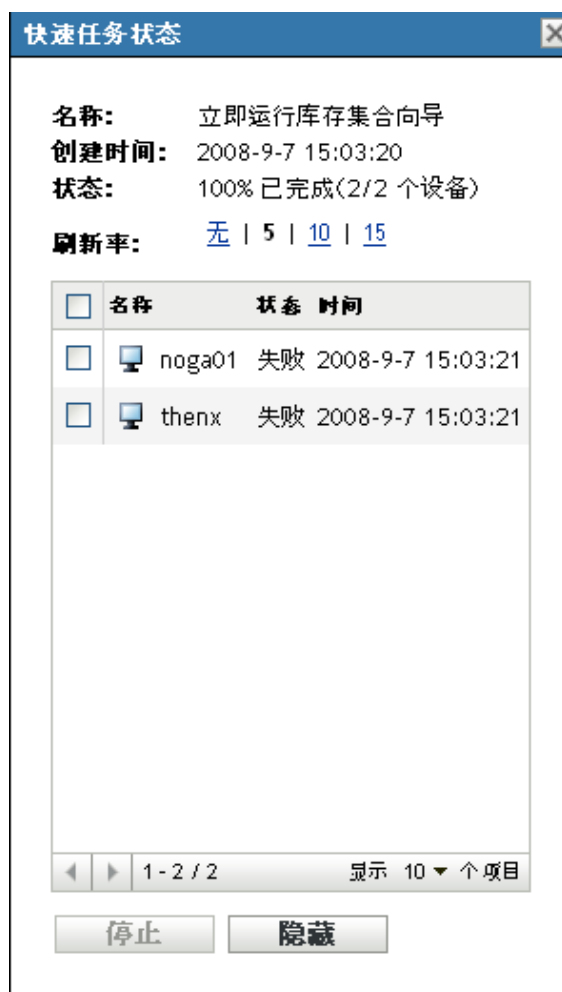 快速任务状态
名称: 立即运行库存集合向导
创建时间: 2008-9-7 15:03:20
状态: 100% 已完成(2/2 个设备)
刷新率: 无 | 5 | 10 | 15
名称 状态 时间
noga01 失败 2008-9-7 15:03:21
thenx 失败 2008-9-7 15:03:21
1 - 2 / 2 显示 10 个项目
停止 隐藏